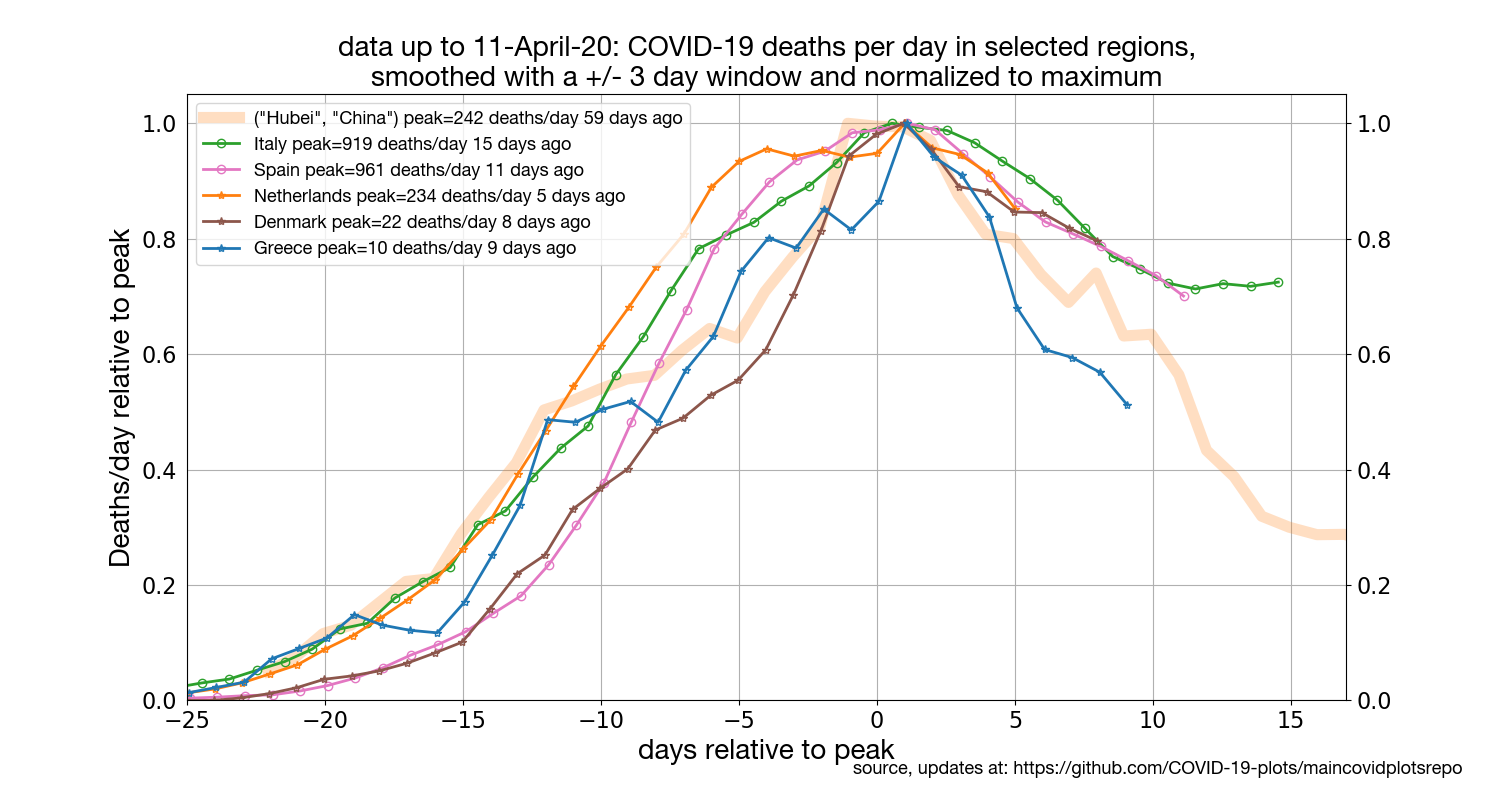 data up to 11-April-20: COVID-19 deaths per day in selected regions,
smoothed with a +/- 3 day window and normalized to maximum
("Hubei", "China") peak=242 deaths/day 59 days ago
Italy peak=919 deaths/day 15 days ago
Spain peak=961 deaths/day 11 days ago
Netherlands peak=234 deaths/day 5 days ago
Denmark peak=22 deaths/day 8 days ago
Greece peak=10 deaths/day 9 days ago
Deaths/day relative to peak
1.0
0.8
0.6
0.4
0.2
0.0
1.0
0.8
0.6
0.4
0.2
0.0
−25 −20 −15 −10 −5 0 5 10 15
days relative to peak
source, updates at: https://github.com/COVID-19-plots/maincovidplotsrepo